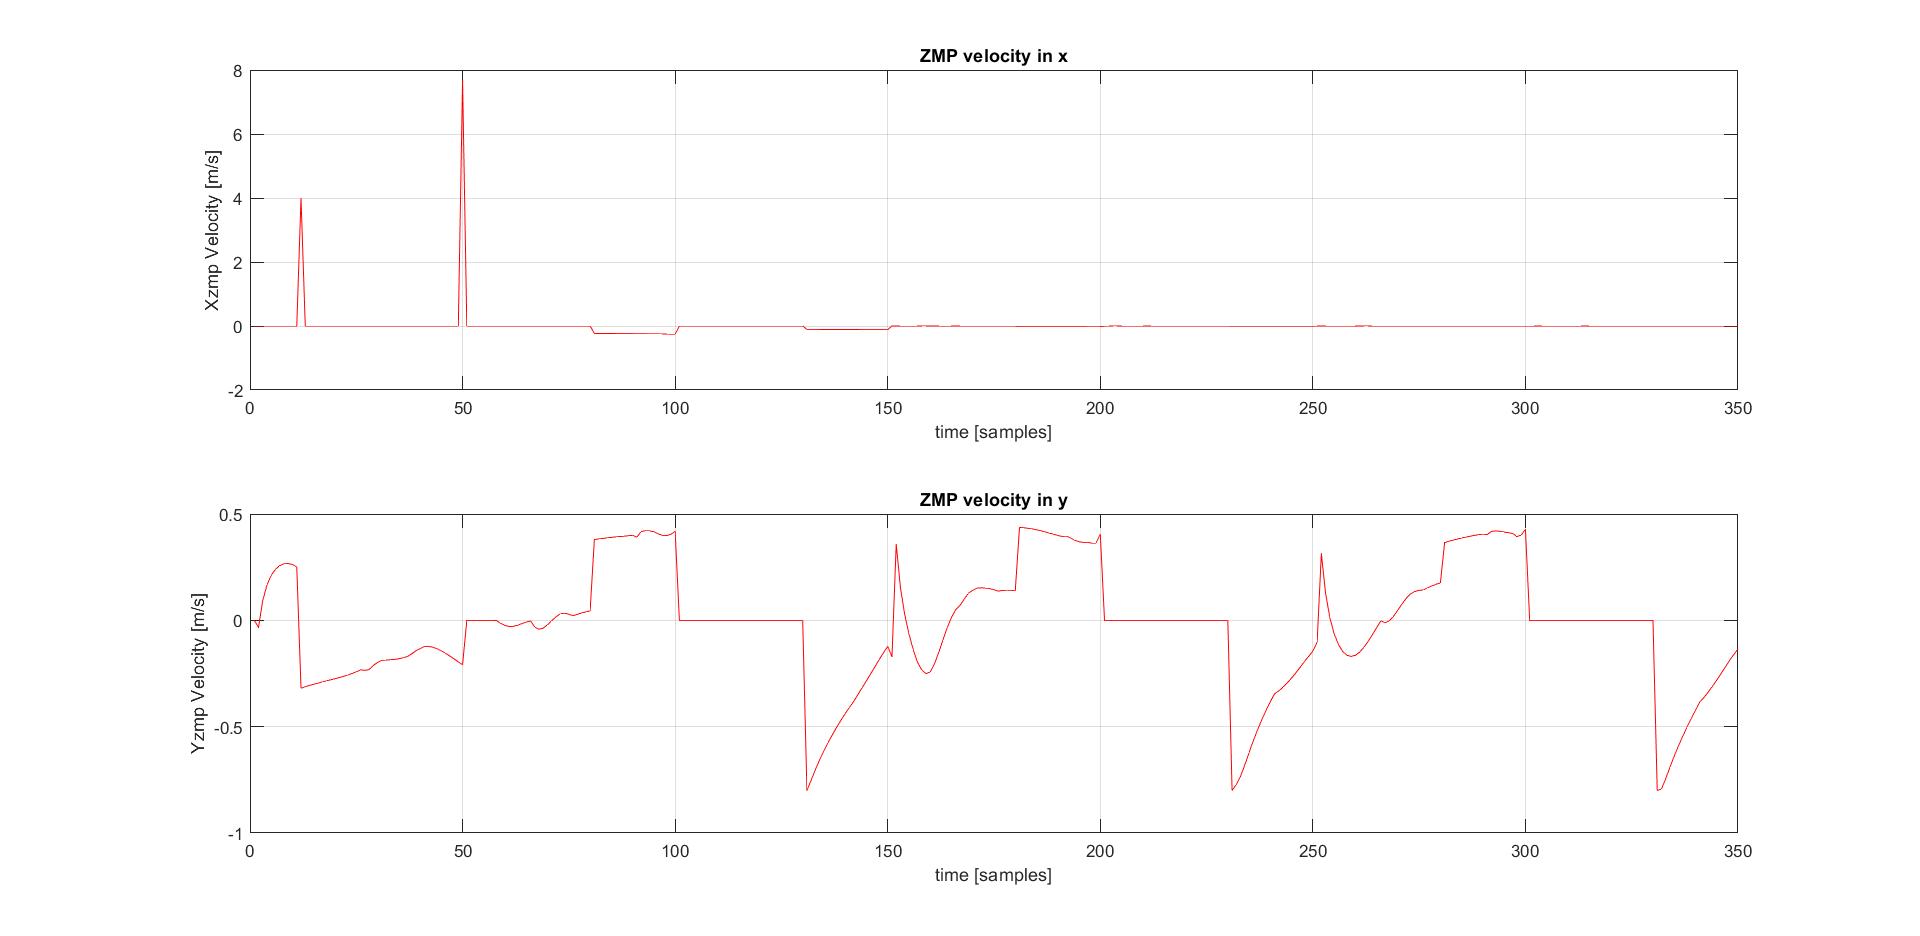 ZMP velocity in x
8
6
4
2
0
-2
Xzmp Velocity [m/s]
0 50 100 150 200 250 300 350
time [samples]
ZMP velocity in y
0.5
0
-0.5
-1
Yzmp Velocity [m/s]
0 50 100 150 200 250 300 350
time [samples]